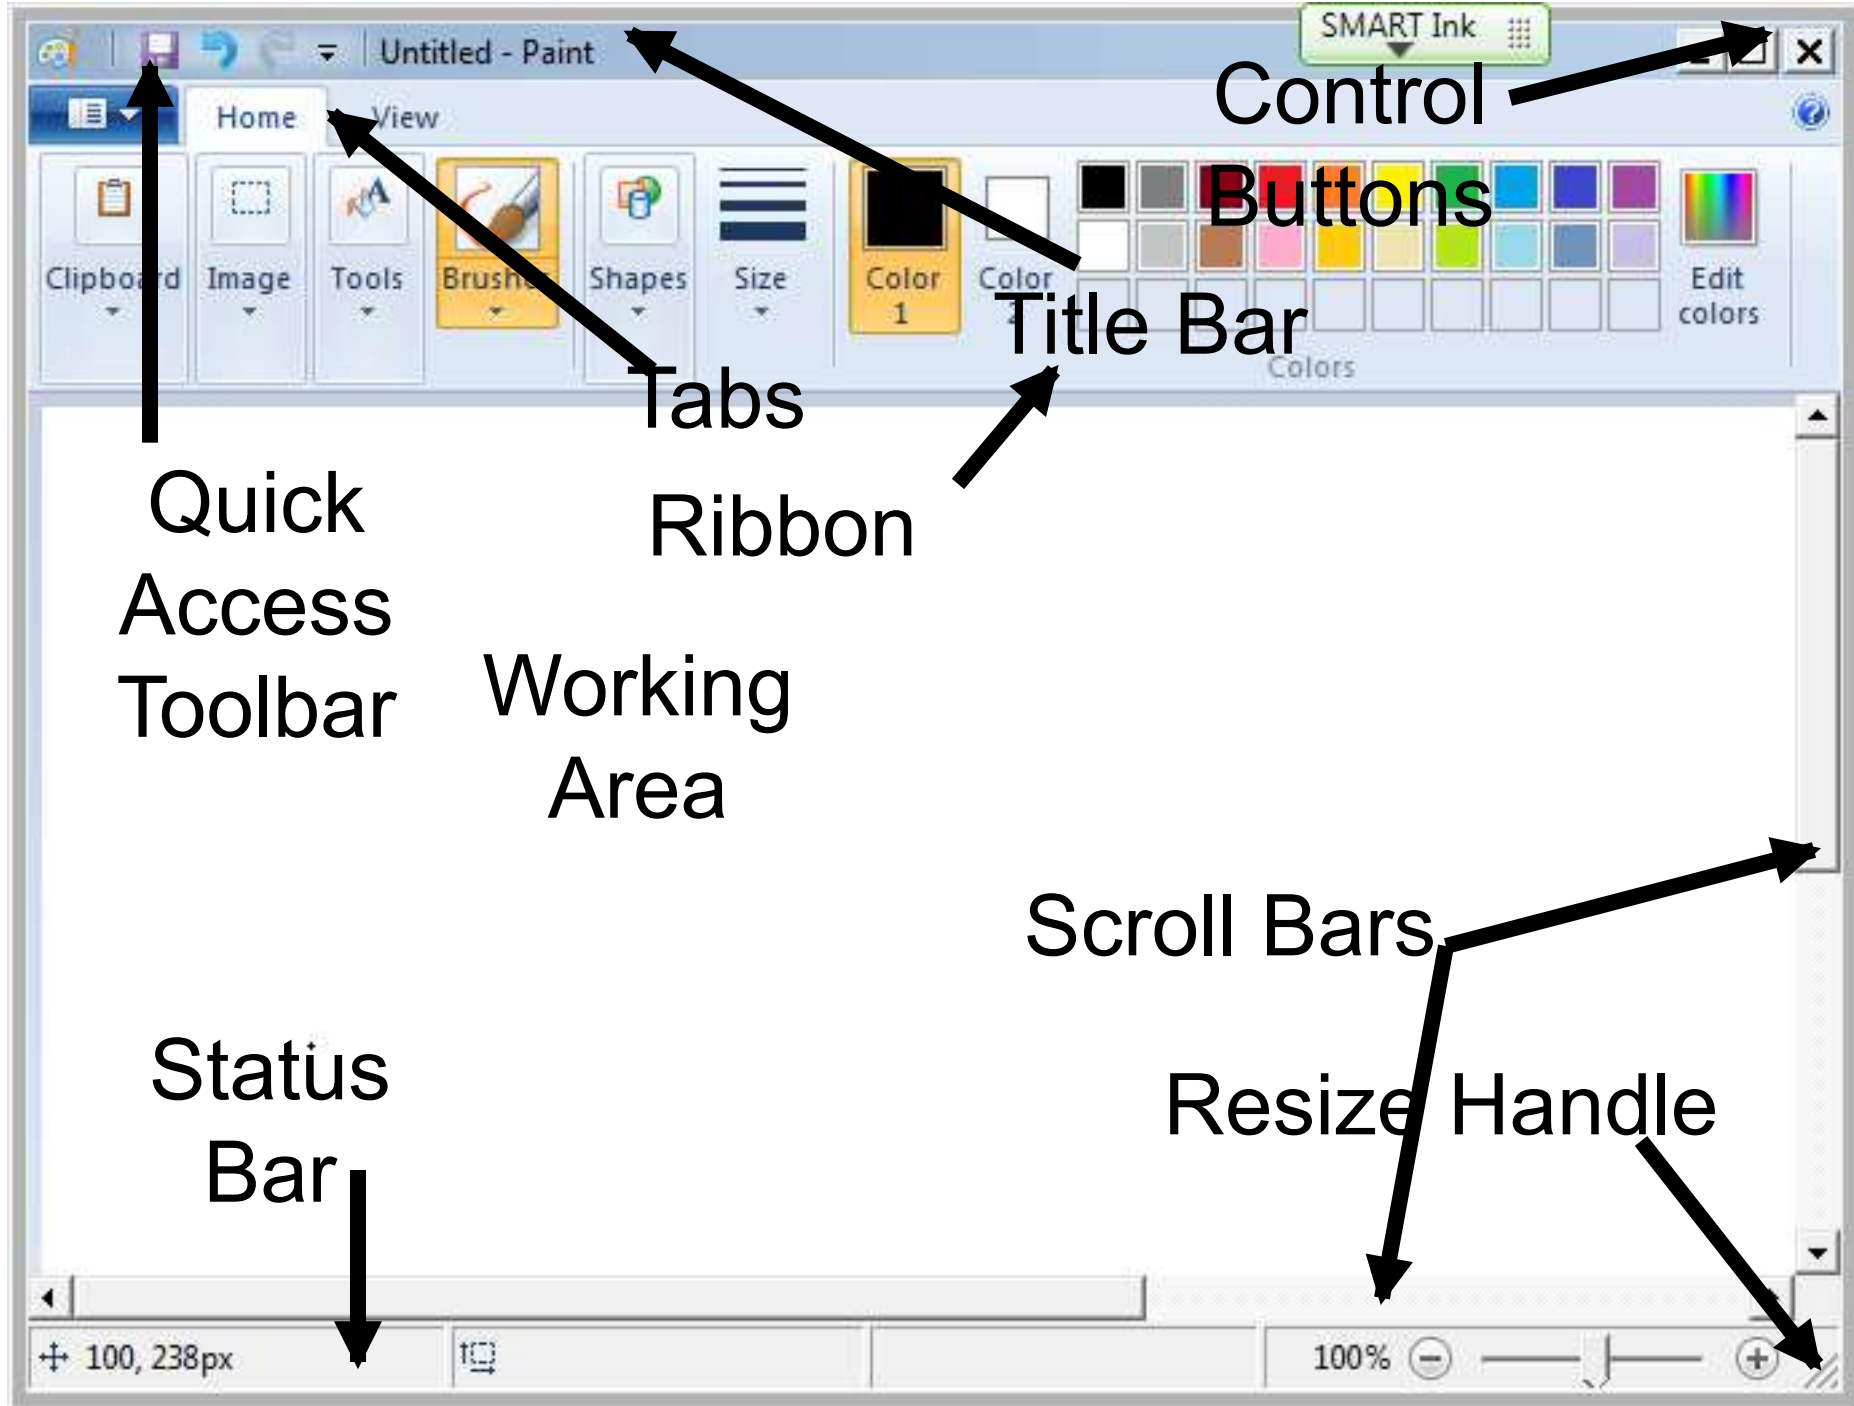 Untitled - Paint
SMART Ink
Control
Buttons
Home
View
Clipboard
Image
Tools
Brushes
Shapes
Size
Color
1
Color
2
Edit
colors
Colors
Title Bar
Tabs
Ribbon
Quick
Access
Toolbar
Working
Area
Scroll Bars
Resize Handle
Status
Bar
100, 238px
100%